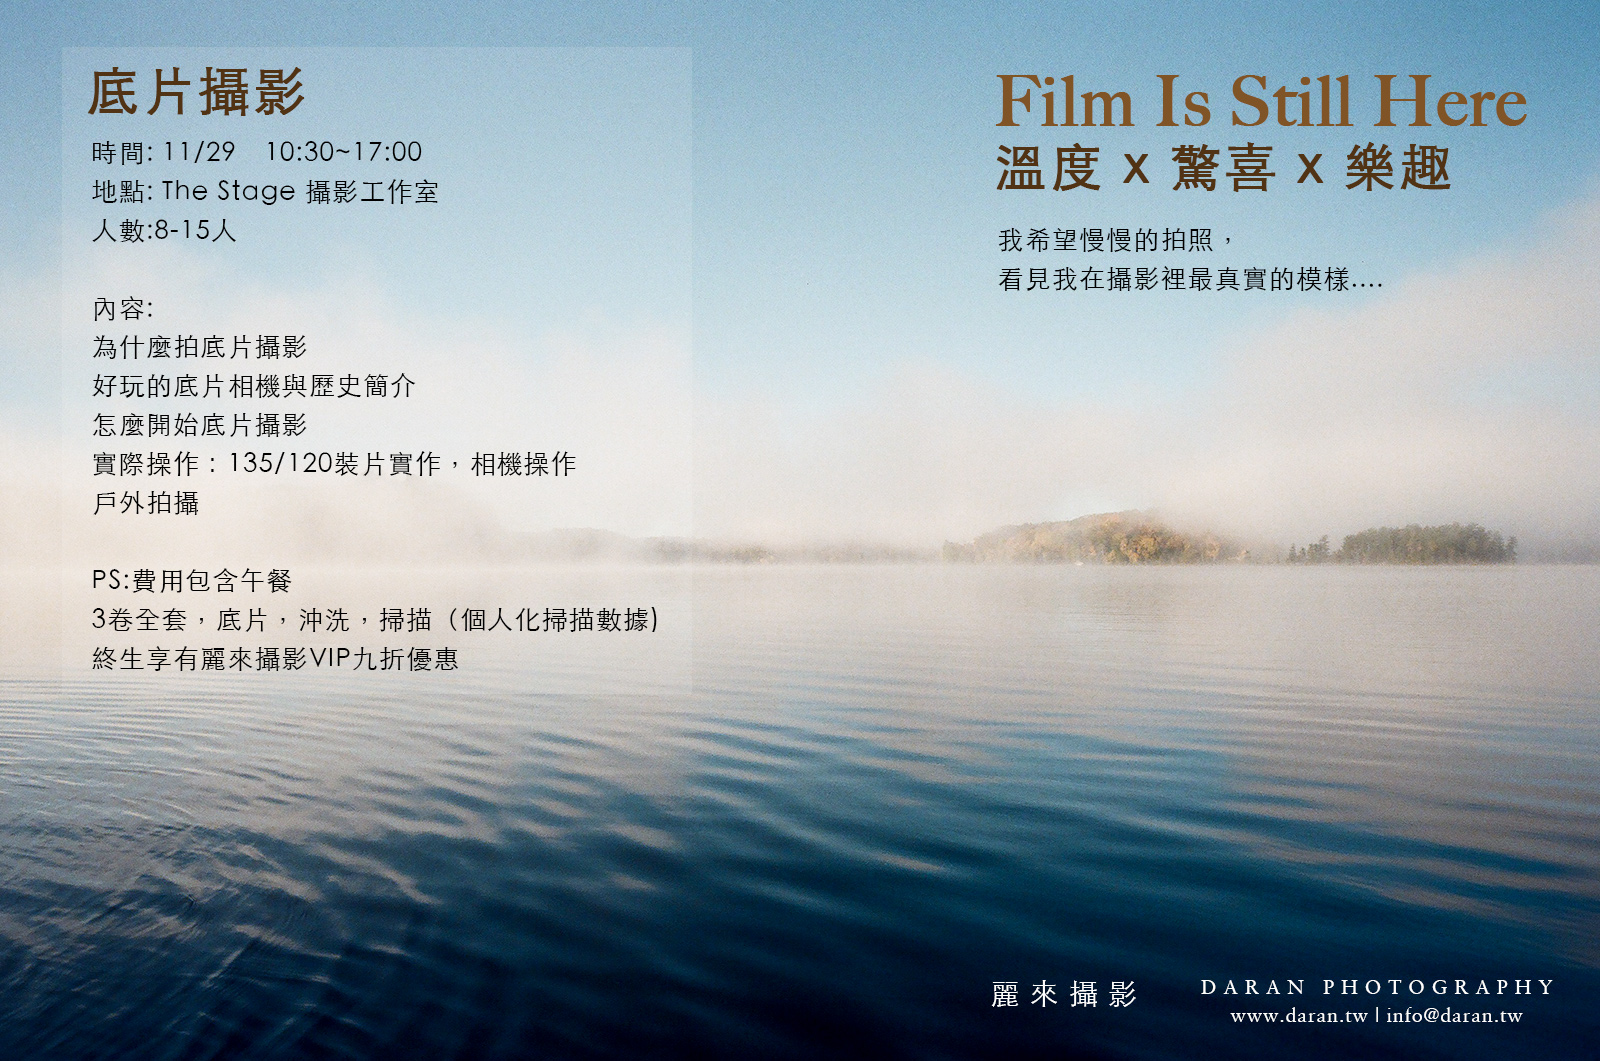 底片攝影
時間: 11/29 10:30~17:00
地點: The Stage 攝影工作室
人數:8-15人
內容:
為什麼拍底片攝影
好玩的底片相機與歷史簡介
怎麼開始底片攝影
實際操作：135/120裝片實作，相機操作
戶外拍攝
PS:費用包含午餐
3卷全套，底片，沖洗，掃描（個人化掃描數據)
終生享有麗來攝影VIP九折優惠
Film Is Still Here
溫度 x 驚喜 x 樂趣
我希望慢慢的拍照，
看見我在攝影裡最真實的模樣....
麗來攝影
DARAN PHOTOGRAPHY
www.daran.tw | info@daran.tw